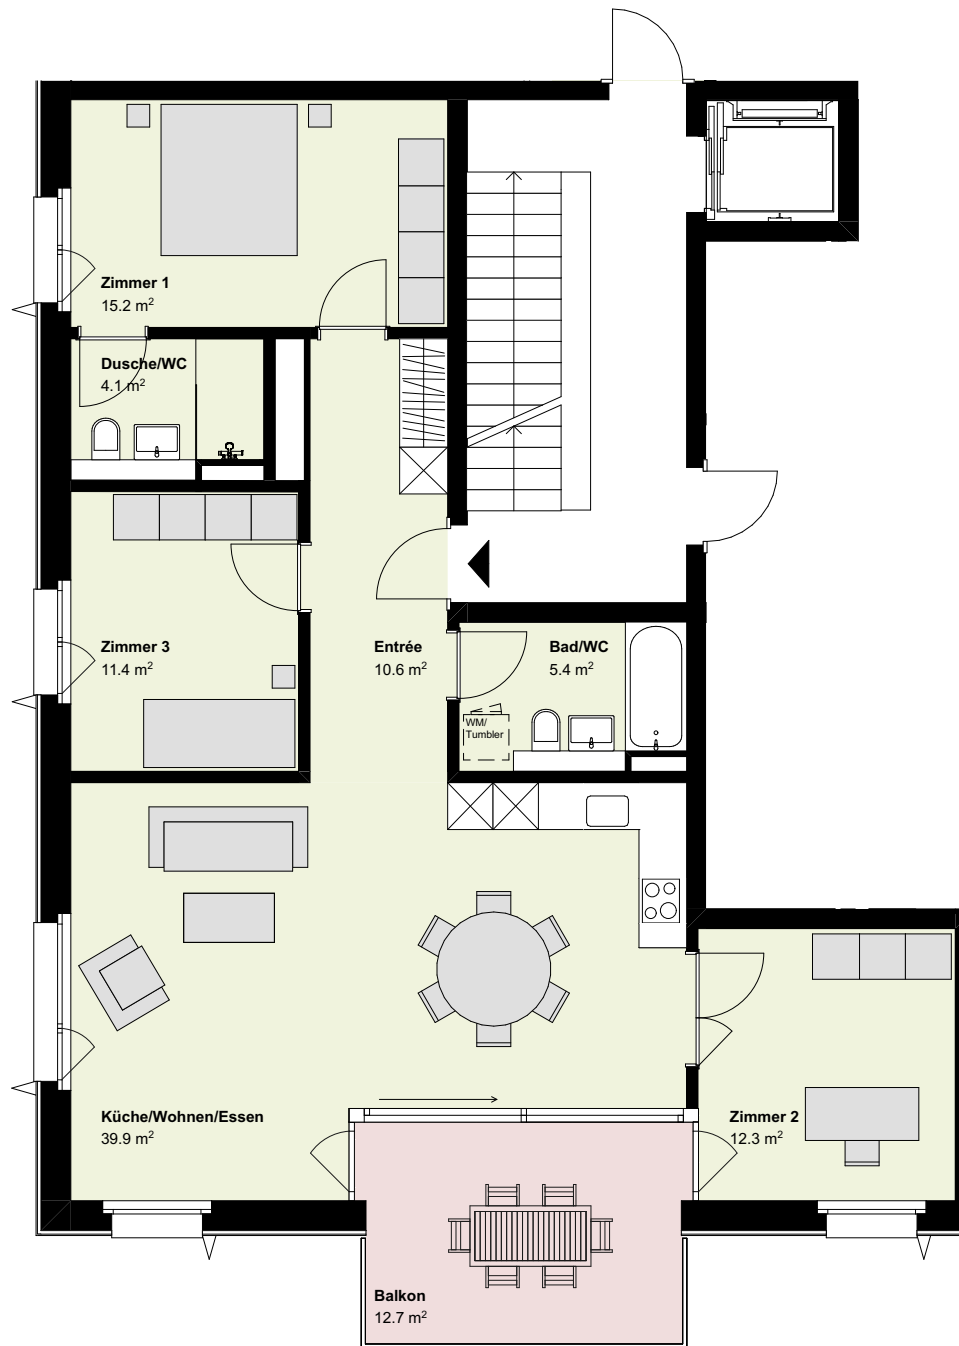 Zimmer 1
15.2 m²
Dusche/WC
4.1 m²
Zimmer 3
11.4 m²
Entrée
10.6 m²
Bad/WC
5.4 m²
WM/
Tumbler
Küche/Wohnen/Essen
39.9 m²
Zimmer 2
12.3 m²
Balkon
12.7 m²